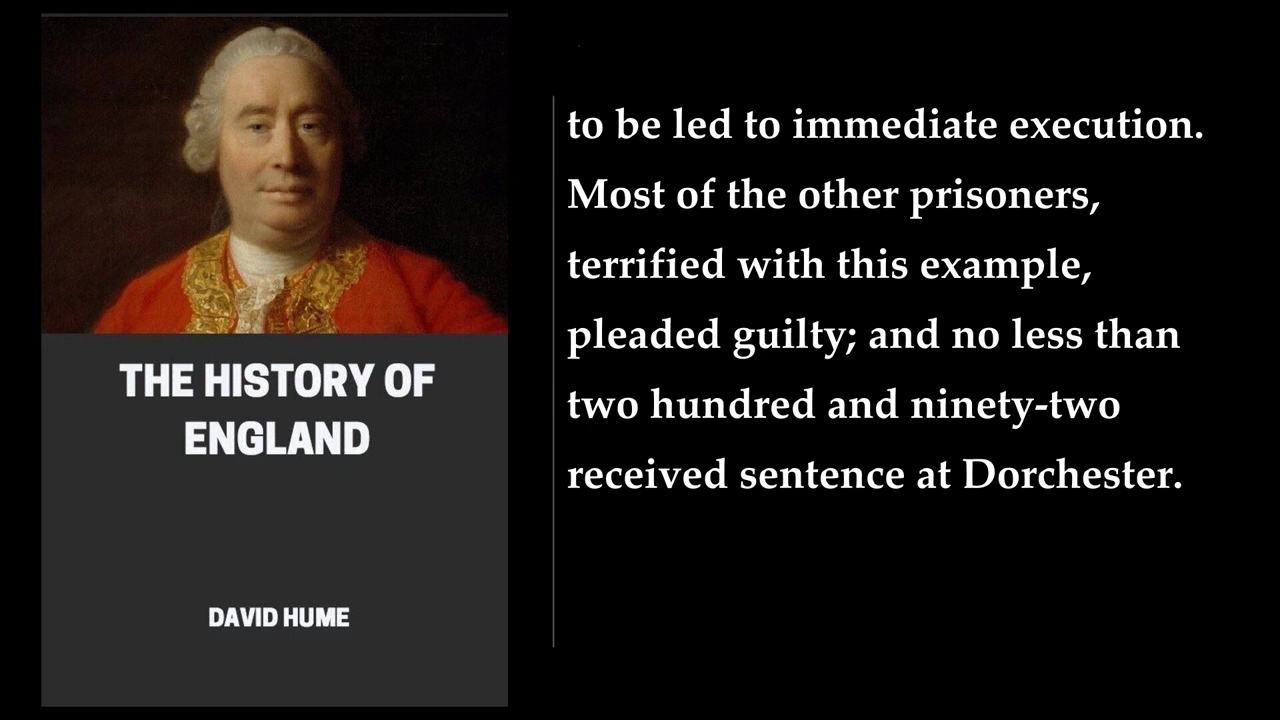 THE HISTORY OF
ENGLAND
DAVID HUME
to be led to immediate execution.
Most of the other prisoners,
terrified with this example,
pleaded guilty; and no less than
two hundred and ninety-two
received sentence at Dorchester.